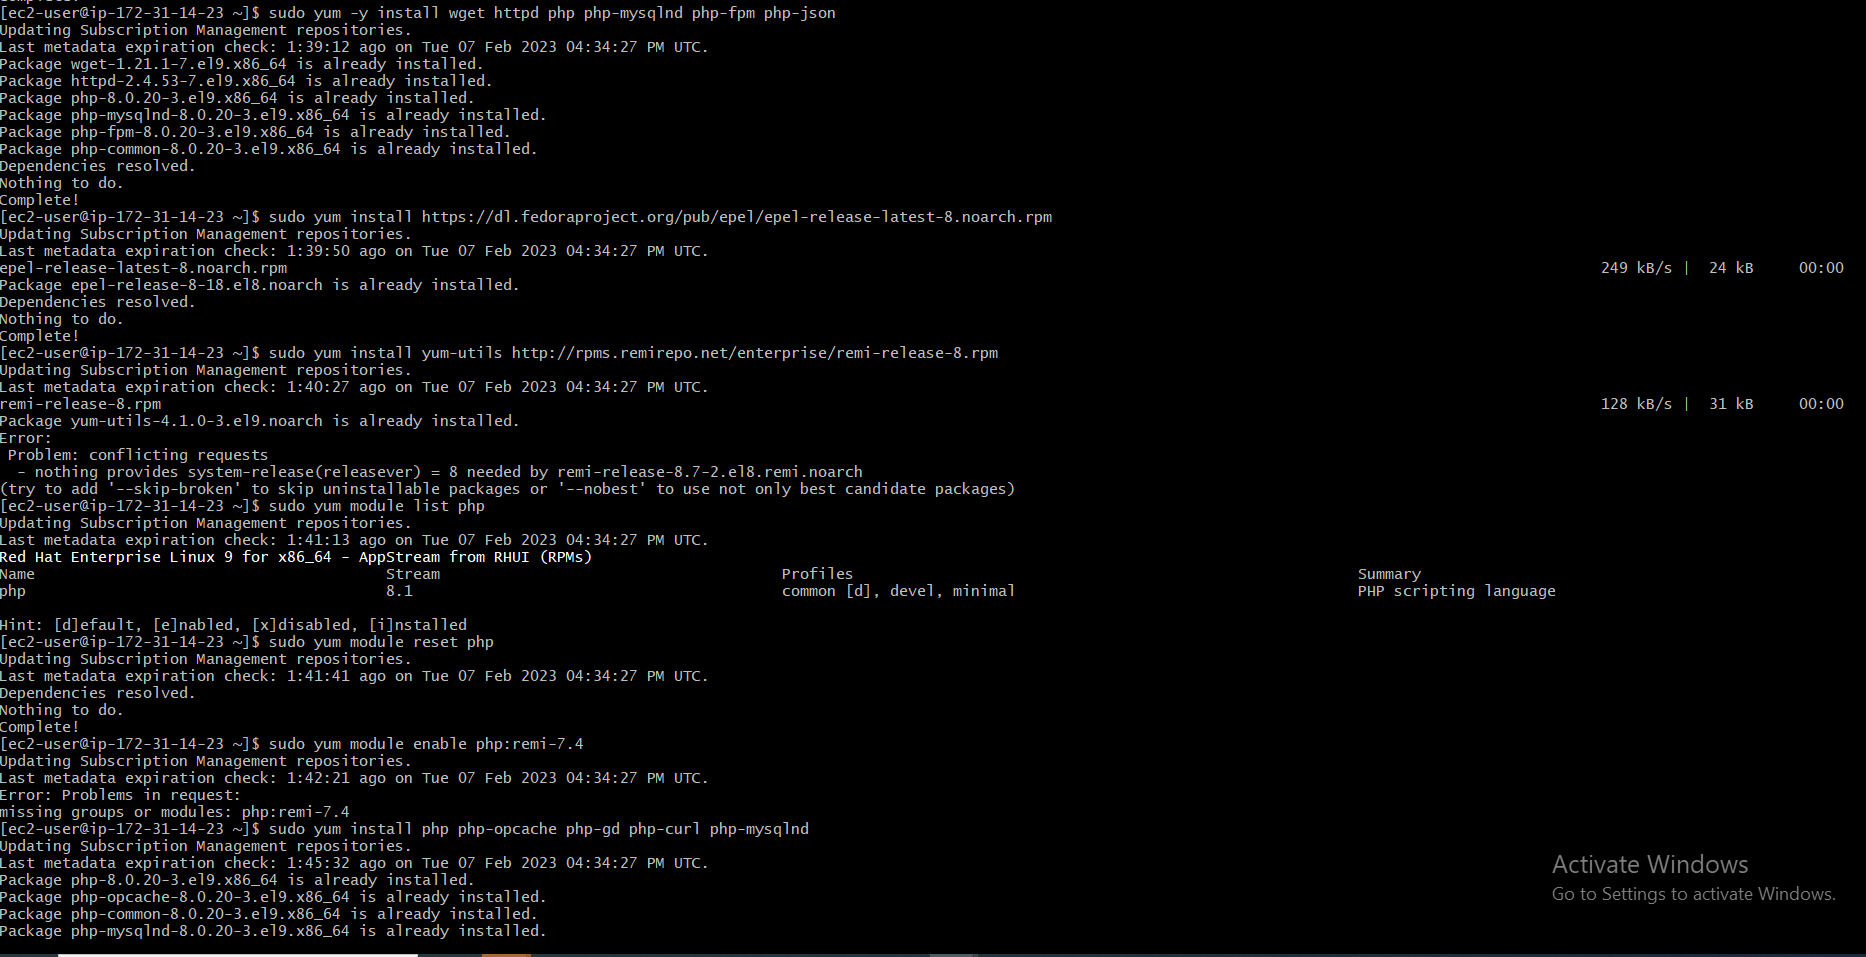 [ec2-user@ip-172-31-14-23 ~]$ sudo yum -y install wget httpd php php-mysqlnd php-fpm php-json
Updating Subscription Management repositories.
Last metadata expiration check: 1:39:12 ago on Tue 07 Feb 2023 04:34:27 PM UTC.
Package wget-1.21.1-7.el9.x86_64 is already installed.
Package httpd-2.4.53-7.el9.x86_64 is already installed.
Package php-8.0.20-3.el9.x86_64 is already installed.
Package php-mysqlnd-8.0.20-3.el9.x86_64 is already installed.
Package php-fpm-8.0.20-3.el9.x86_64 is already installed.
Package php-common-8.0.20-3.el9.x86_64 is already installed.
Dependencies resolved.
Nothing to do.
Complete!
[ec2-user@ip-172-31-14-23 ~]$ sudo yum install https://dl.fedoraproject.org/pub/epel/epel-release-latest-8.noarch.rpm
Updating Subscription Management repositories.
Last metadata expiration check: 1:39:50 ago on Tue 07 Feb 2023 04:34:27 PM UTC.
epel-release-latest-8.noarch.rpm 249 kB/s | 24 kB 00:00
Package epel-release-8-18.el8.noarch is already installed.
Dependencies resolved.
Nothing to do.
Complete!
[ec2-user@ip-172-31-14-23 ~]$ sudo yum install yum-utils http://rpms.remirepo.net/enterprise/remi-release-8.rpm
Updating Subscription Management repositories.
Last metadata expiration check: 1:40:27 ago on Tue 07 Feb 2023 04:34:27 PM UTC.
remi-release-8.rpm 128 kB/s | 31 kB 00:00
Package yum-utils-4.1.0-3.el9.noarch is already installed.
Error:
Problem: conflicting requests
- nothing provides system-release(releasever) = 8 needed by remi-release-8.7-2.el8.remi.noarch
(try to add '--skip-broken' to skip uninstallable packages or '--nobest' to use not only best candidate packages)
[ec2-user@ip-172-31-14-23 ~]$ sudo yum module list php
Updating Subscription Management repositories.
Last metadata expiration check: 1:41:13 ago on Tue 07 Feb 2023 04:34:27 PM UTC.
Red Hat Enterprise Linux 9 for x86_64 - AppStream from RHUI (RPMs)
Name Stream Profiles Summary
php 8.1 common [d], devel, minimal PHP scripting language
Hint: [d]efault, [e]nabled, [x]disabled, [i]nstalled
[ec2-user@ip-172-31-14-23 ~]$ sudo yum module reset php
Updating Subscription Management repositories.
Last metadata expiration check: 1:41:41 ago on Tue 07 Feb 2023 04:34:27 PM UTC.
Dependencies resolved.
Nothing to do.
Complete!
[ec2-user@ip-172-31-14-23 ~]$ sudo yum module enable php:remi-7.4
Updating Subscription Management repositories.
Last metadata expiration check: 1:42:21 ago on Tue 07 Feb 2023 04:34:27 PM UTC.
Error: Problems in request:
missing groups or modules: php:remi-7.4
[ec2-user@ip-172-31-14-23 ~]$ sudo yum install php php-opcache php-gd php-curl php-mysqlnd
Updating Subscription Management repositories.
Last metadata expiration check: 1:45:32 ago on Tue 07 Feb 2023 04:34:27 PM UTC.
Package php-8.0.20-3.el9.x86_64 is already installed.
Package php-opcache-8.0.20-3.el9.x86_64 is already installed.
Package php-common-8.0.20-3.el9.x86_64 is already installed.
Package php-mysqlnd-8.0.20-3.el9.x86_64 is already installed.
Activate Windows
Go to Settings to activate Windows.